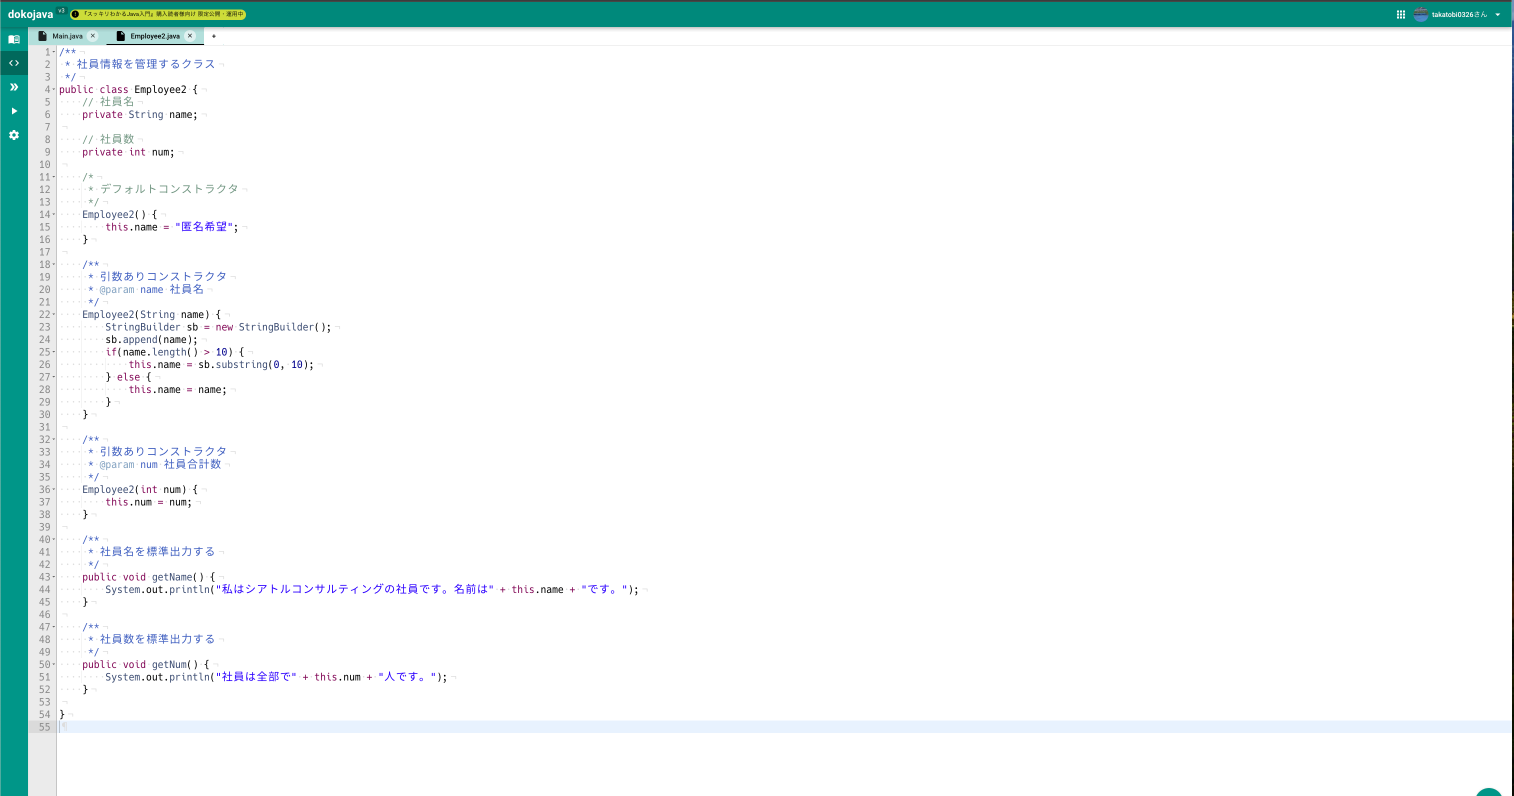 dokojava v3 「スッキリわかるJava入門」購入読者様向け 限定公開・運用中 takatobi0326さん
Main.java Employee2.java +
1 /**
2  * 社員情報を管理するクラス
3  */
4 public class Employee2 {
5     // 社員名
6     private String name;
7
8     // 社員数
9     private int num;
10
11     /*
12      * デフォルトコンストラクタ
13      */
14     Employee2() {
15         this.name = "匿名希望";
16     }
17
18     /**
19      * 引数ありコンストラクタ
20      * @param name 社員名
21      */
22     Employee2(String name) {
23         StringBuilder sb = new StringBuilder();
24         sb.append(name);
25         if(name.length() > 10) {
26             this.name = sb.substring(0, 10);
27         } else {
28             this.name = name;
29         }
30     }
31
32     /**
33      * 引数ありコンストラクタ
34      * @param num 社員合計数
35      */
36     Employee2(int num) {
37         this.num = num;
38     }
39
40     /**
41      * 社員名を標準出力する
42      */
43     public void getName() {
44         System.out.println("私はシアトルコンサルティングの社員です。名前は" + this.name + "です。");
45     }
46
47     /**
48      * 社員数を標準出力する
49      */
50     public void getNum() {
51         System.out.println("社員は全部で" + this.num + "人です。");
52     }
53
54 }
55